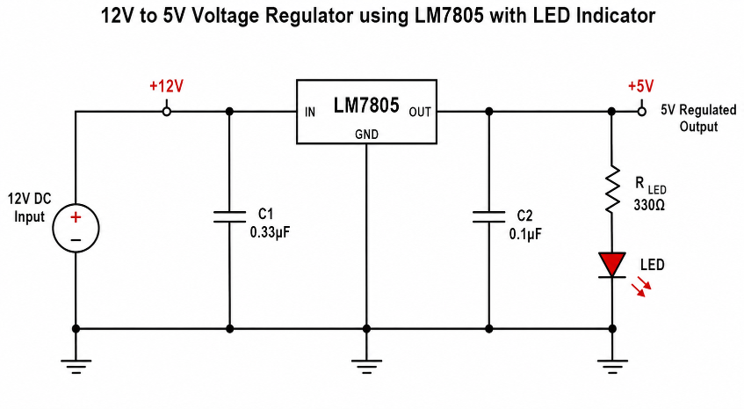 12V to 5V Voltage Regulator using LM7805 with LED Indicator
+12V
+5V
5V Regulated
Output
IN
LM7805
OUT
GND
12V DC
Input
+
−
C1
0.33µF
C2
0.1µF
R LED
330Ω
LED